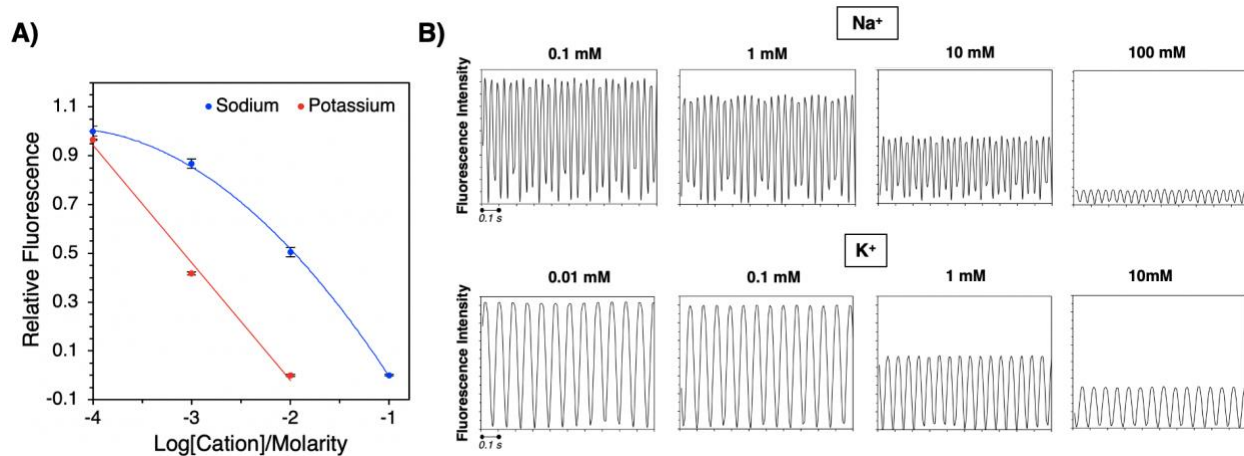 A)
1.1
0.9
0.7
0.5
0.3
0.1
-0.1
Relative Fluorescence
Sodium Potassium
-4 -3 -2 -1
Log[Cation]/Molarity
B)
Na⁺
0.1 mM 1 mM 10 mM 100 mM
Fluorescence Intensity
0.1 s
K⁺
0.01 mM 0.1 mM 1 mM 10mM
Fluorescence Intensity
0.1 s